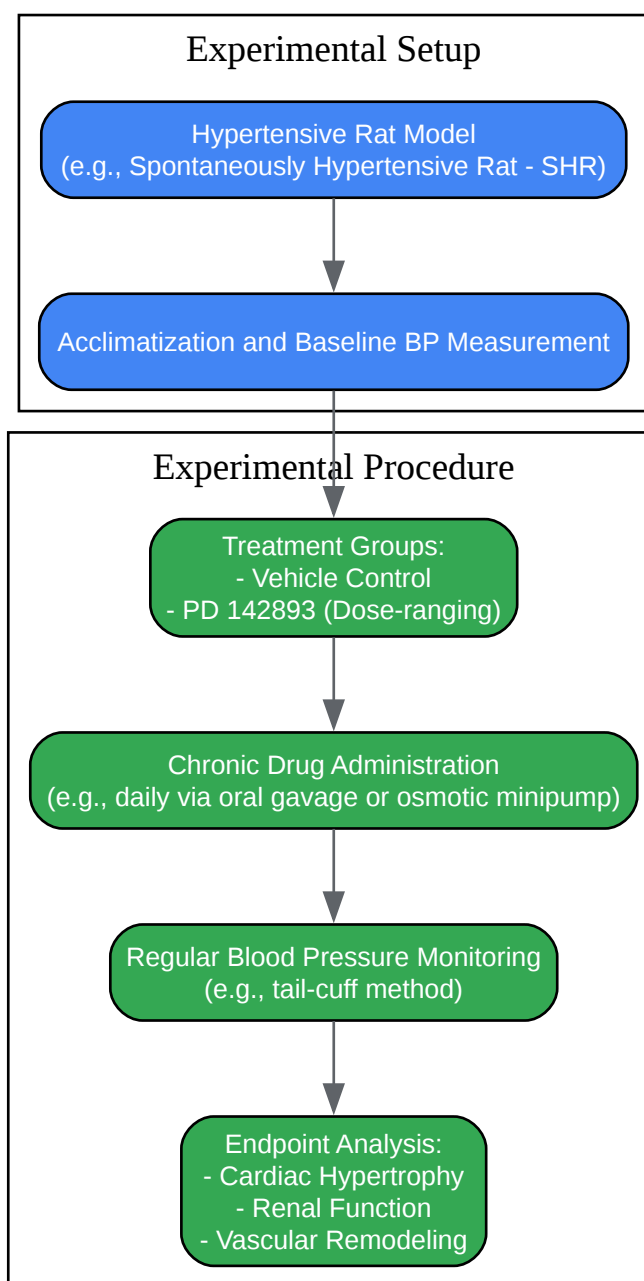 Experimental Setup
Hypertensive Rat Model
(e.g., Spontaneously Hypertensive Rat - SHR)
Acclimatization and Baseline BP Measurement
Experimental Procedure
Treatment Groups:
- Vehicle Control
- PD 142893 (Dose-ranging)
Chronic Drug Administration
(e.g., daily via oral gavage or osmotic minipump)
Regular Blood Pressure Monitoring
(e.g., tail-cuff method)
Endpoint Analysis:
- Cardiac Hypertrophy
- Renal Function
- Vascular Remodeling